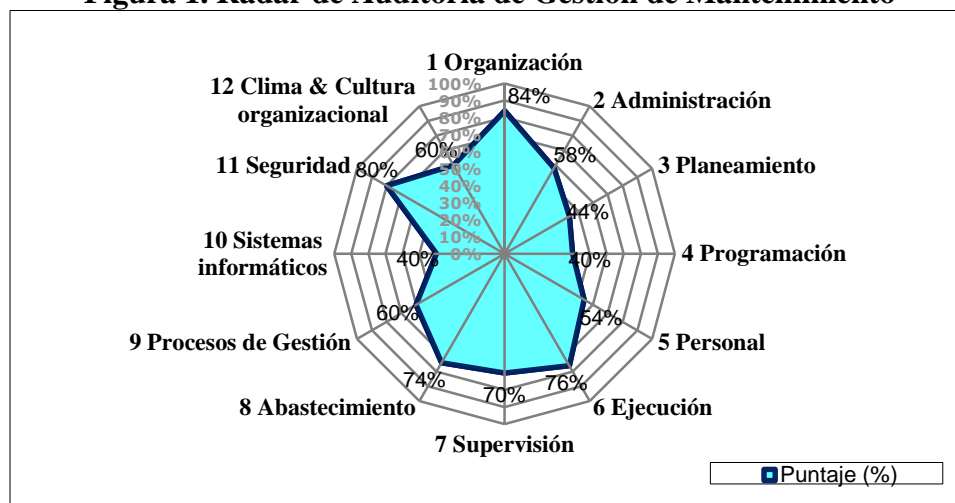 Figura 1. Radar de Auditoría de Gestión de Mantenimiento
1 Organización
84%
2 Administración
58%
3 Planeamiento
44%
4 Programación
40%
5 Personal
54%
6 Ejecución
76%
7 Supervisión
70%
8 Abastecimiento
74%
9 Procesos de Gestión
60%
10 Sistemas
informáticos
40%
11 Seguridad
80%
12 Clima & Cultura
organizacional
60%
100%
90%
80%
70%
60%
50%
40%
30%
20%
10%
0%
Puntaje (%)